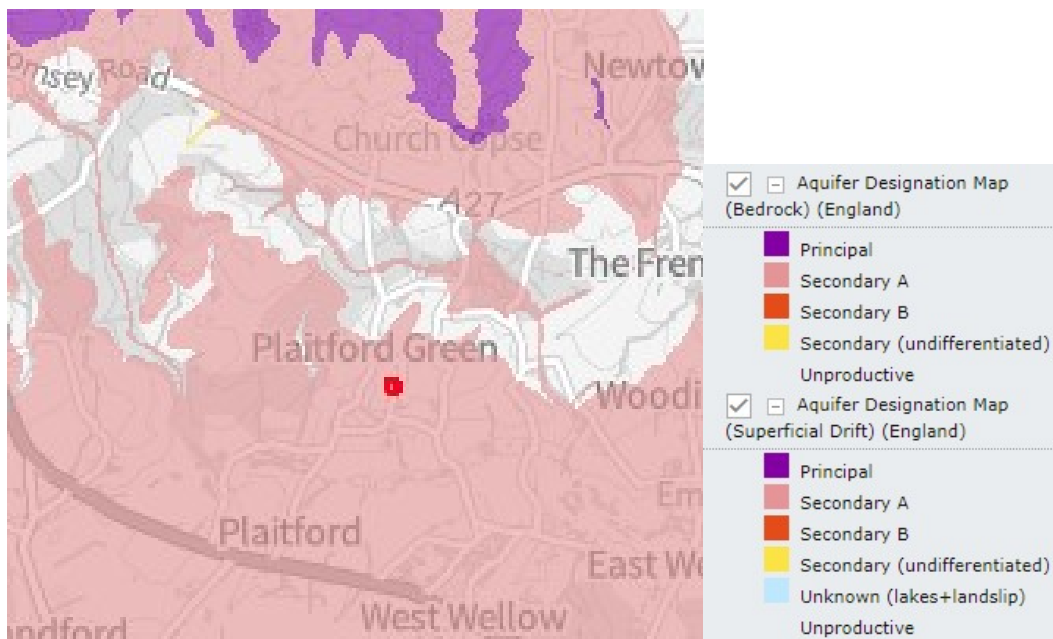 omsey Road
Newtow
Church Copse
A27
The Fren
Plaitford Green
Woodi
Em
Plaitford
East We
West Wellow
ndford
Aquifer Designation Map
(Bedrock) (England)
Principal
Secondary A
Secondary B
Secondary (undifferentiated)
Unproductive
Aquifer Designation Map
(Superficial Drift) (England)
Principal
Secondary A
Secondary B
Secondary (undifferentiated)
Unknown (lakes+landslip)
Unproductive